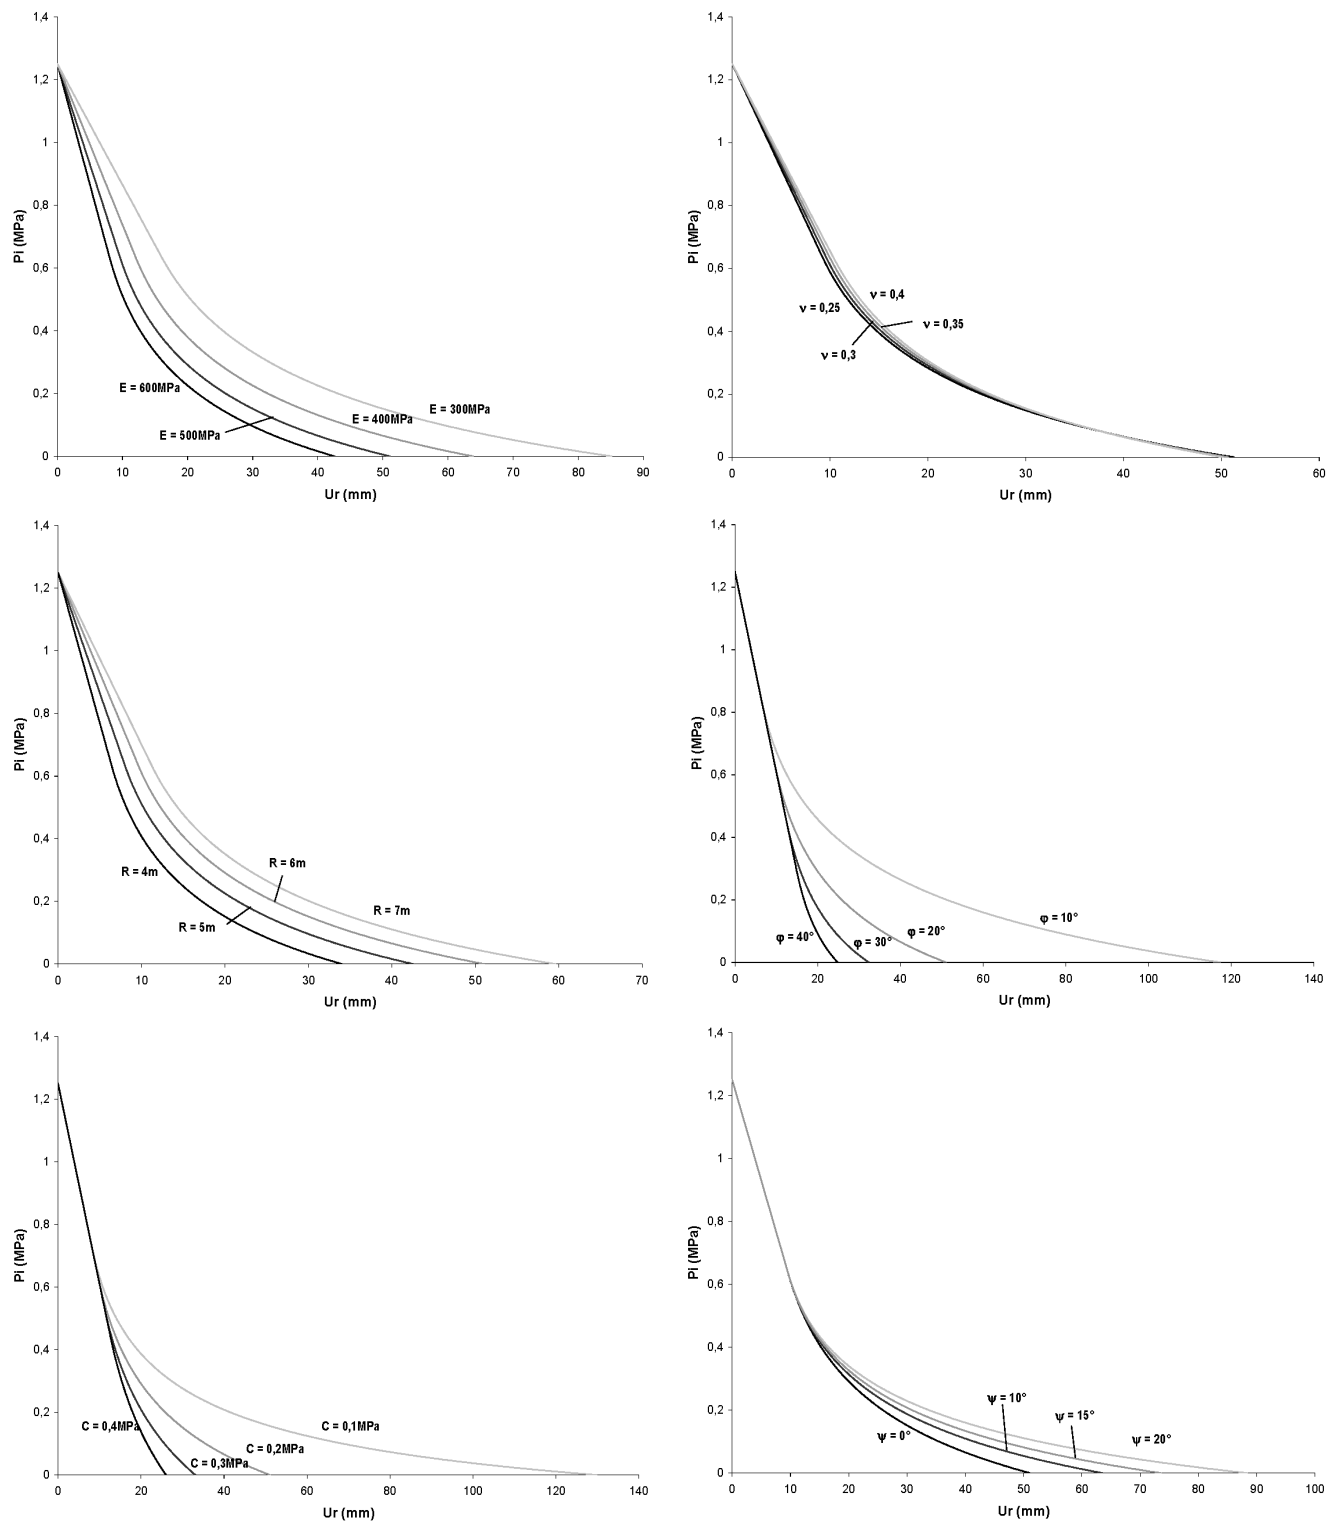 1,4
1,2
1
0,8
0,6
0,4
0,2
0
Pi (MPa)
E = 600MPa
E = 500MPa
E = 400MPa
E = 300MPa
0 10 20 30 40 50 60 70 80 90
Ur (mm)
1,4
1,2
1
0,8
0,6
0,4
0,2
0
Pi (MPa)
ν = 0,4
ν = 0,25
ν = 0,35
ν = 0,3
0 10 20 30 40 50 60
Ur (mm)
1,4
1,2
1
0,8
0,6
0,4
0,2
0
Pi (MPa)
R = 6m
R = 4m
R = 7m
R = 5m
0 10 20 30 40 50 60 70
Ur (mm)
1,4
1,2
1
0,8
0,6
0,4
0,2
0
Pi (MPa)
φ = 10°
φ = 20°
φ = 40°
φ = 30°
0 20 40 60 80 100 120 140
Ur (mm)
1,4
1,2
1
0,8
0,6
0,4
0,2
0
Pi (MPa)
C = 0,4MPa
C = 0,1MPa
C = 0,2MPa
C = 0,3MPa
0 20 40 60 80 100 120 140
Ur (mm)
1,4
1,2
1
0,8
0,6
0,4
0,2
0
Pi (MPa)
ψ = 10°
ψ = 15°
ψ = 0°
ψ = 20°
0 10 20 30 40 50 60 70 80 90 100
Ur (mm)